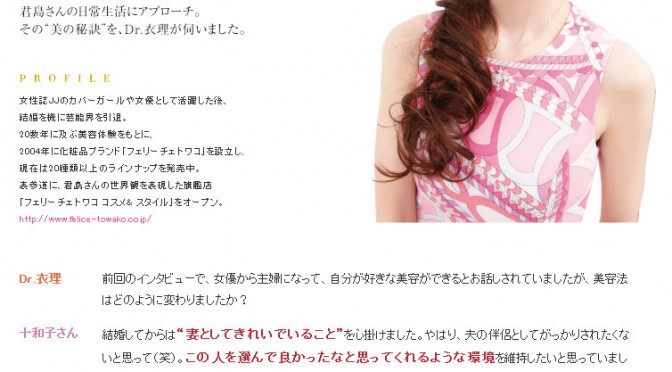 君島さんの日常生活にアプローチ。
その“美の秘訣”を、Dr.衣理が伺いました。
PROFILE
女性誌JJのカバーガールや女優として活躍した後、
結婚を機に芸能界を引退。
20数年に及ぶ美容体験をもとに、
2004年に化粧品ブランド「フェリーチェトワコ」を設立し、
現在は20種類以上のラインナップを発売中。
表参道に、君島さんの世界観を表現した旗艦店
「フェリーチェトワコ コスメ& スタイル」をオープン。
http://www.felice-towako.co.jp/
Dr.衣理 前回のインタビューで、女優から主婦になって、自分が好きな美容ができるとお話しされていましたが、美容法
はどのように変わりましたか？
十和子さん 結婚してからは“妻としてきれいでいること”を心掛けました。やはり、夫の伴侶としてがっかりされたくな
いと思って（笑）。この人を選んで良かったなと思ってくれるような環境を維持したいと思っていまし